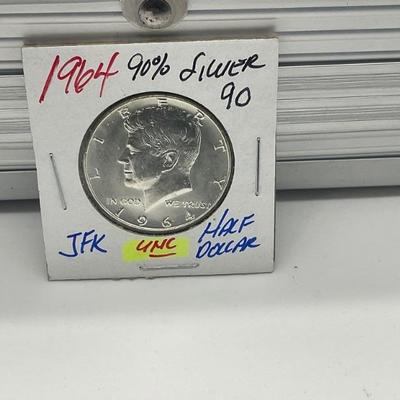 1964 90% SILVER
90
LIBERTY
IN GOD WE TRUST
1964
JFK UNC HALF
DOLLAR